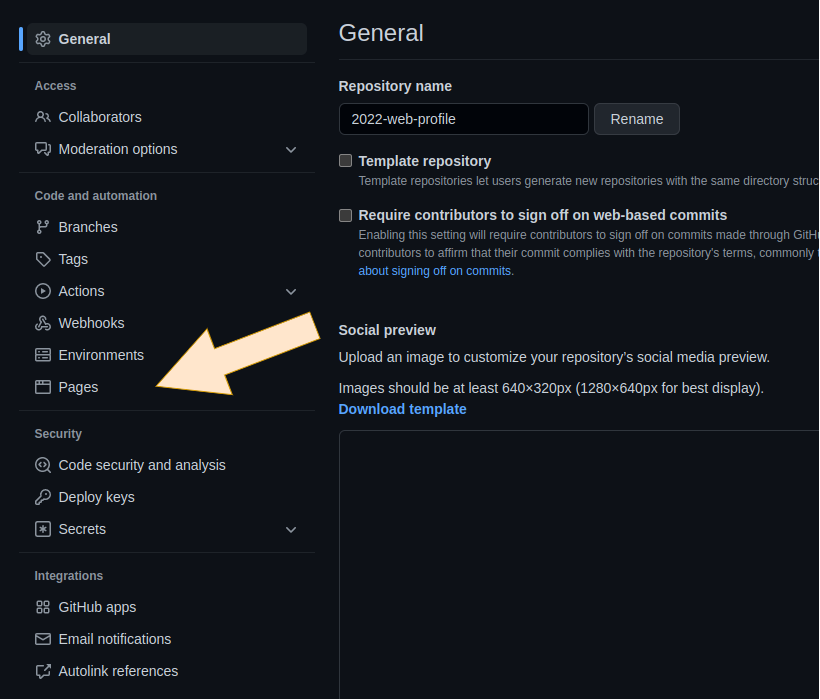 General
Access
Collaborators
Moderation options
Code and automation
Branches
Tags
Actions
Webhooks
Environments
Pages
Security
Code security and analysis
Deploy keys
Secrets
Integrations
GitHub apps
Email notifications
Autolink references
General
Repository name
2022-web-profile
Rename
Template repository
Template repositories let users generate new repositories with the same directory struc
Require contributors to sign off on web-based commits
Enabling this setting will require contributors to sign off on commits made through GitH
contributors to affirm that their commit complies with the repository's terms, commonly
about signing off on commits.
Social preview
Upload an image to customize your repository's social media preview.
Images should be at least 640×320px (1280×640px for best display).
Download template